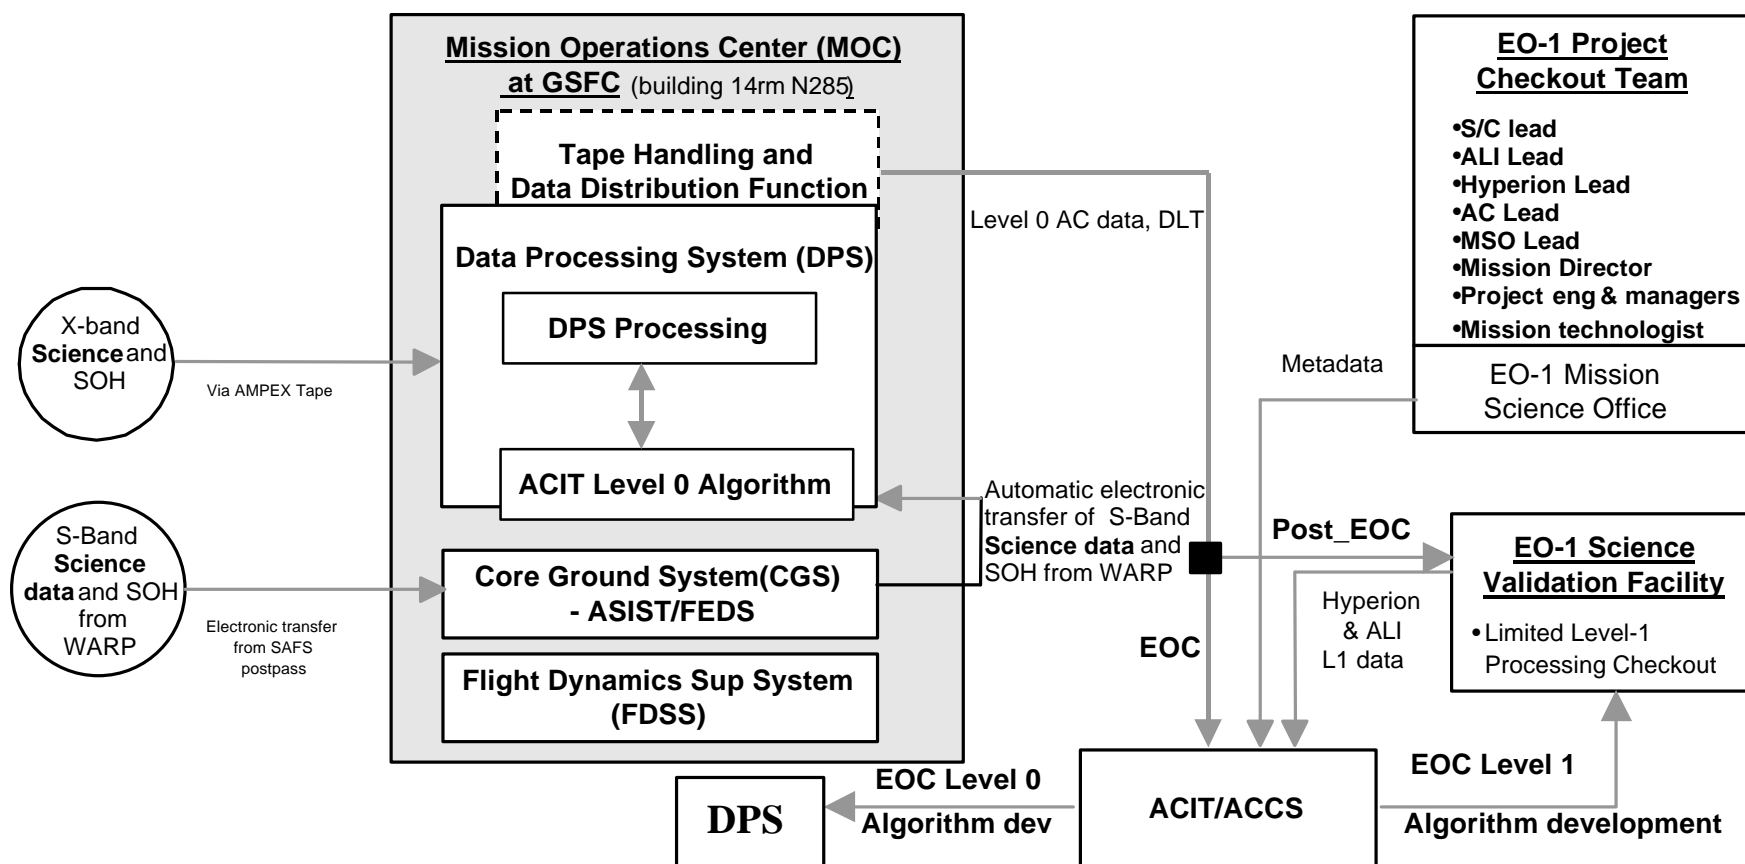 Mission Operations Center (MOC)
at GSFC (building 14rm N285)
Tape Handling and
Data Distribution Function
Data Processing System (DPS)
DPS Processing
ACIT Level 0 Algorithm
Core Ground System(CGS)
- ASIST/FEDS
Flight Dynamics Sup System
(FDSS)
X-band
Science and
SOH
Via AMPEX Tape
S-Band
Science
data and SOH
from
WARP
Electronic transfer
from SAFS
postpass
Level 0 AC data, DLT
Automatic electronic
transfer of S-Band
Science data and
SOH from WARP
EO-1 Project
Checkout Team
•S/C lead
•ALI Lead
•Hyperion Lead
•AC Lead
•MSO Lead
•Mission Director
•Project eng & managers
•Mission technologist
EO-1 Mission
Science Office
Metadata
Post_EOC
EOC
EO-1 Science
Validation Facility
• Limited Level-1
Processing Checkout
Hyperion
& ALI
L1 data
DPS
EOC Level 0
Algorithm dev
ACIT/ACCS
EOC Level 1
Algorithm development